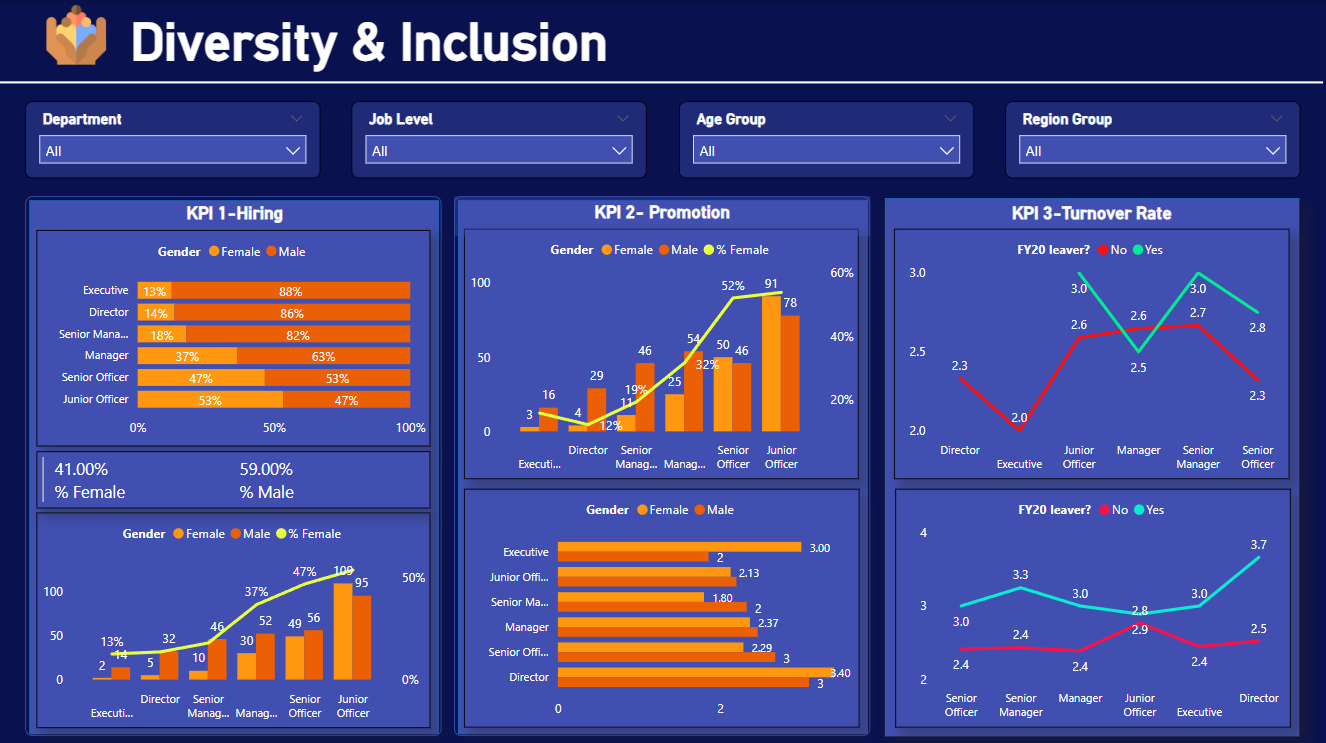 Diversity & Inclusion
Department
All
Job Level
All
Age Group
All
Region Group
All
KPI 1-Hiring
Gender Female Male
Executive 13% 88%
Director 14% 86%
Senior Mana... 18% 82%
Manager 37% 63%
Senior Officer 47% 53%
Junior Officer 53% 47%
0% 50% 100%
41.00% 59.00%
% Female % Male
Gender Female Male % Female
100
50
0
50%
0%
13%
37%
47%
2 14
5 32
10 46
30 52
49 56
109 95
Executi... Director Senior Manag... Manag... Senior Officer Junior Officer
KPI 2- Promotion
Gender Female Male % Female
100
50
0
60%
40%
20%
3 16
4 29
12%
11 46
19%
25 54
32%
50 46
52%
91 78
Executi... Director Senior Manag... Manag... Senior Officer Junior Officer
Gender Female Male
Executive 3.00
2
Junior Offi... 2.13
Senior Ma... 1.80
2
Manager 2.37
Senior Offi... 2.29
3
Director 3.40
3
0 2
KPI 3-Turnover Rate
FY20 leaver? No Yes
3.0
2.5
2.0
2.3
2.0
3.0
2.6
2.6
2.5
3.0
2.7
2.8
2.3
Director Executive Junior Officer Manager Senior Manager Senior Officer
FY20 leaver? No Yes
4
3
2
3.0
2.4
3.3
2.4
3.0
2.4
2.8
2.9
3.0
2.4
3.7
2.5
Senior Officer Senior Manager Manager Junior Officer Executive Director